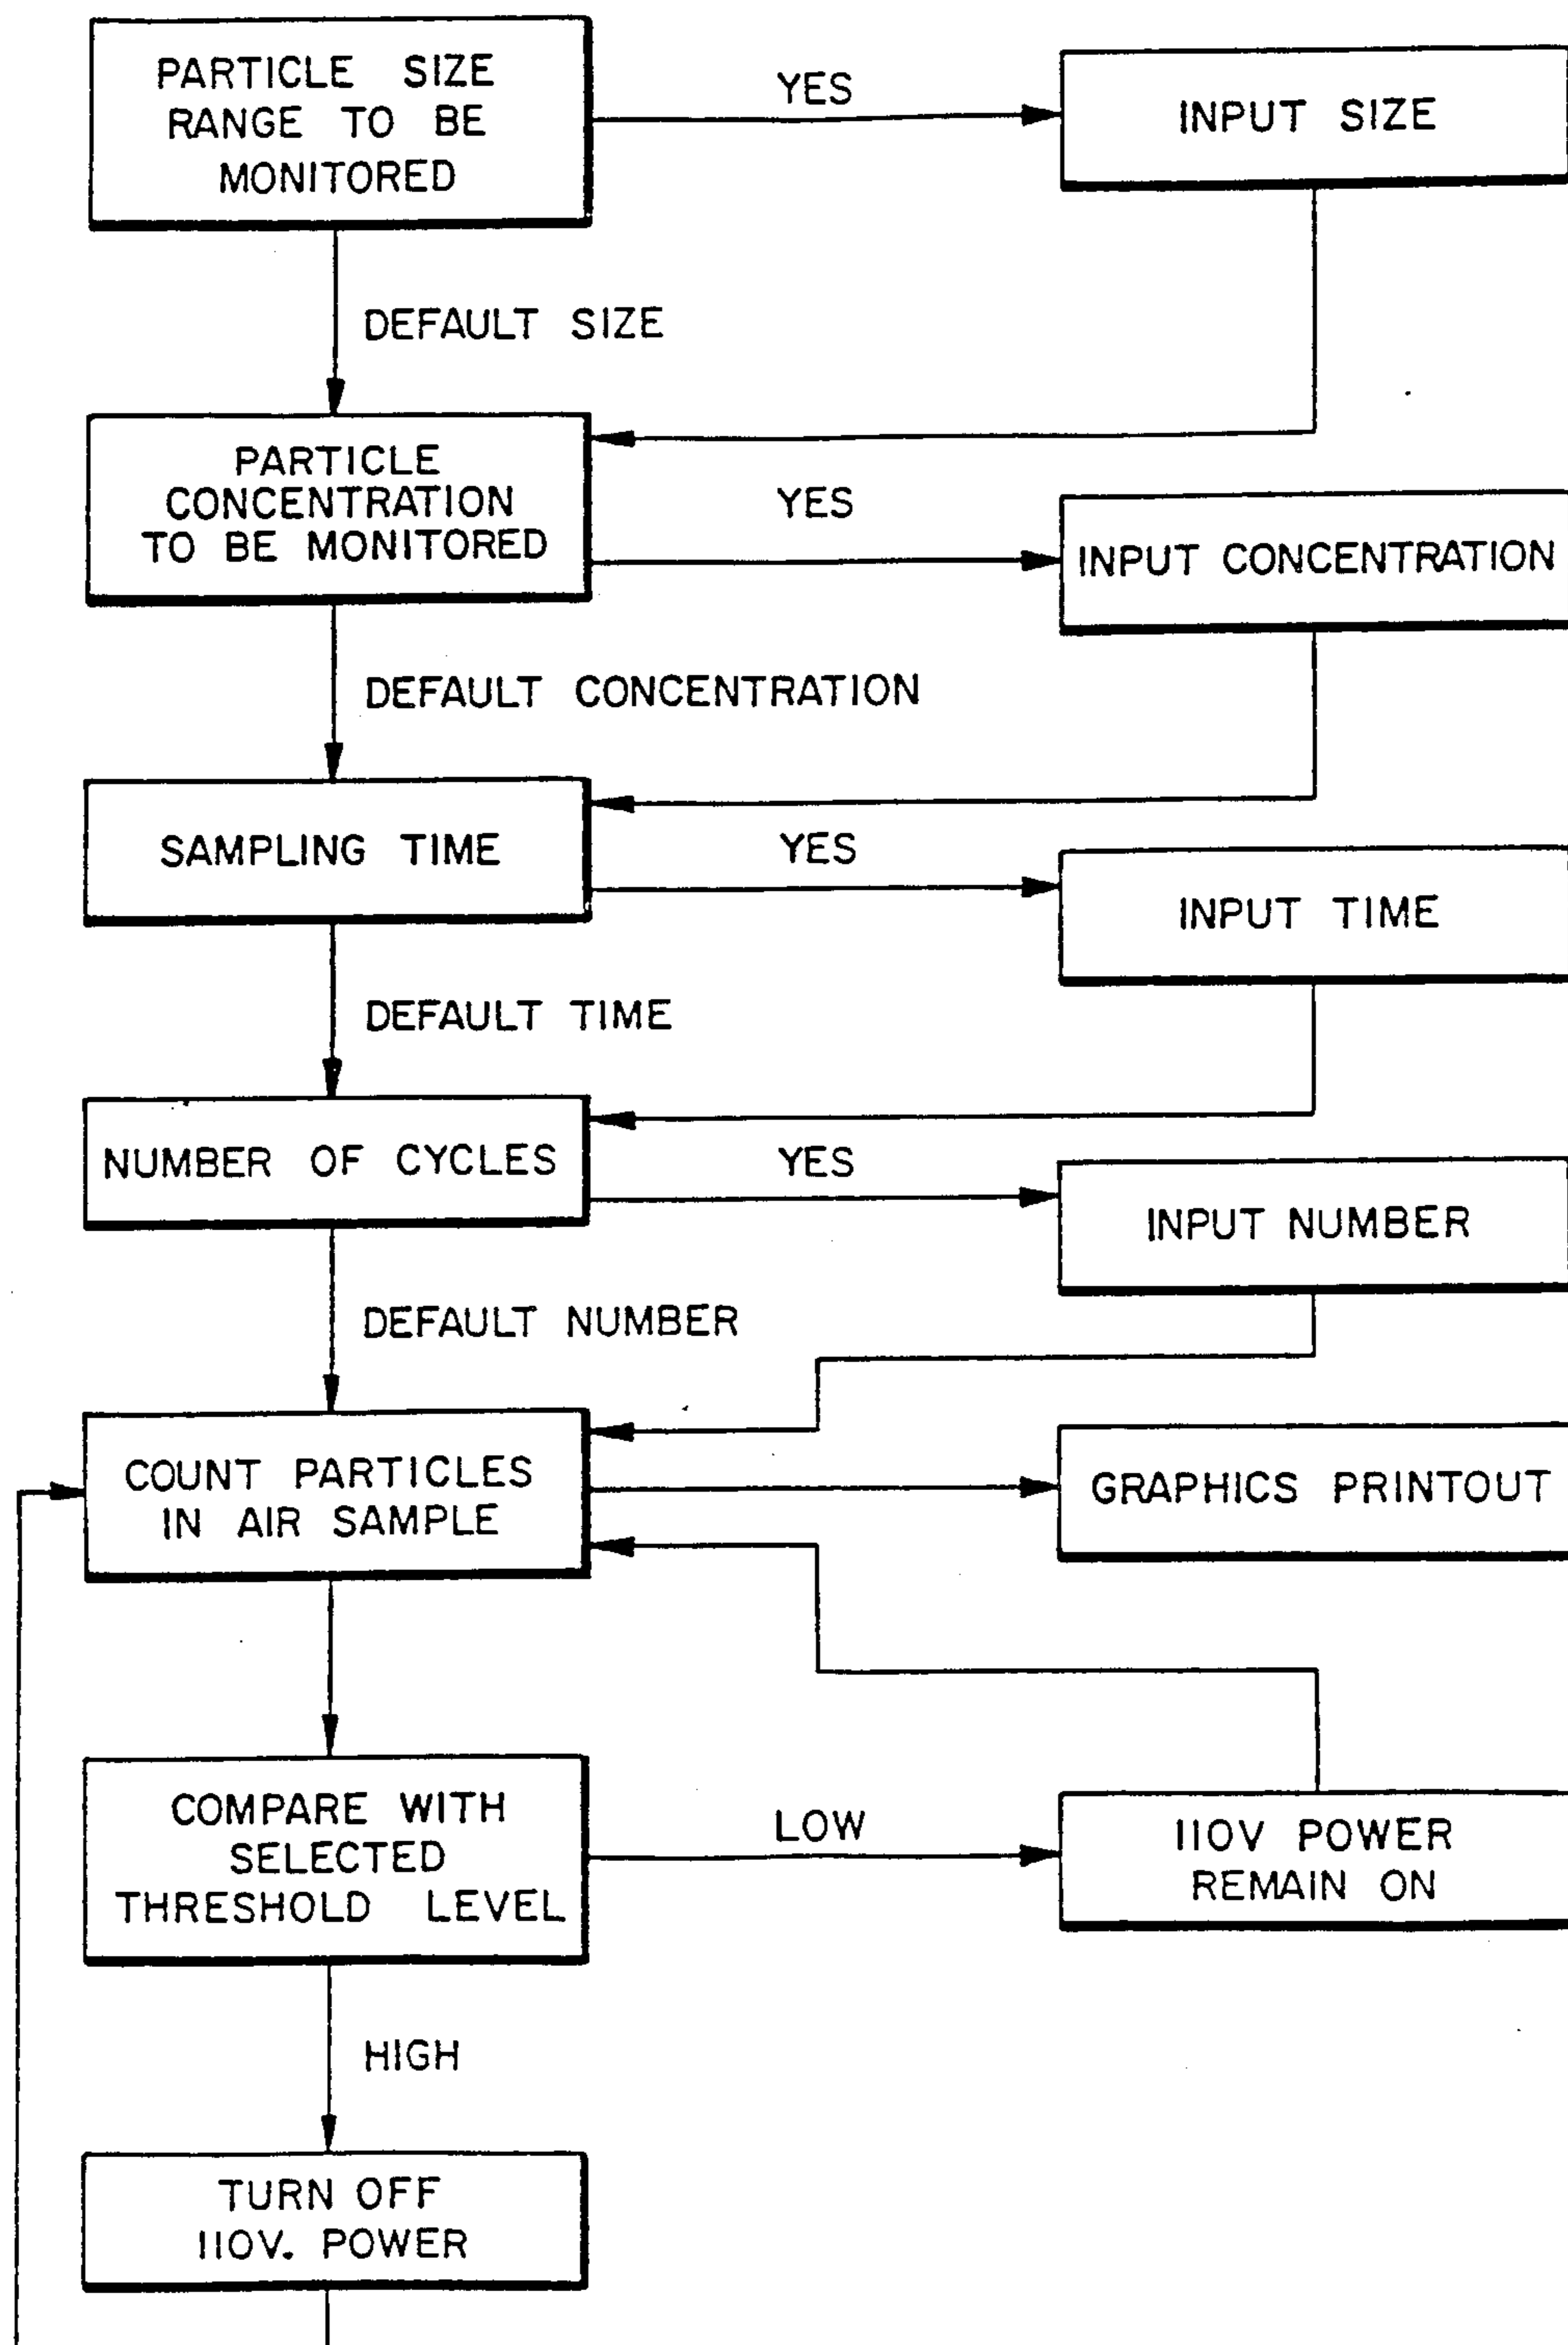 PARTICLE SIZE
RANGE TO BE
MONITORED
YES
INPUT SIZE
DEFAULT SIZE
PARTICLE
CONCENTRATION
TO BE MONITORED
YES
INPUT CONCENTRATION
DEFAULT CONCENTRATION
SAMPLING TIME
YES
INPUT TIME
DEFAULT TIME
NUMBER OF CYCLES
YES
INPUT NUMBER
DEFAULT NUMBER
COUNT PARTICLES
IN AIR SAMPLE
GRAPHICS PRINTOUT
COMPARE WITH
SELECTED
THRESHOLD LEVEL
LOW
110V POWER
REMAIN ON
HIGH
TURN OFF
110V. POWER